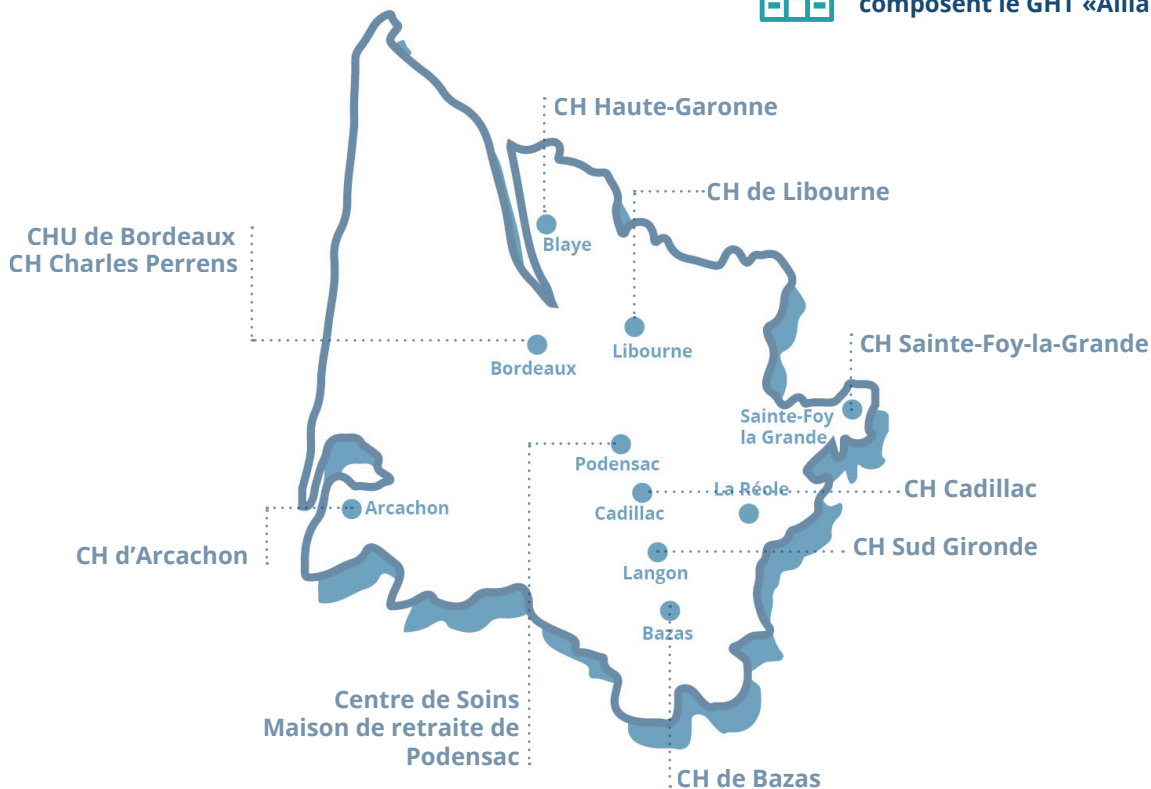 composent le GHT «Allia
CH Haute-Garonne
CH de Libourne
CHU de Bordeaux
CH Charles Perrens
Blaye
Libourne
Bordeaux
CH Sainte-Foy-la-Grande
Sainte-Foy
la Grande
Podensac
La Réole
CH Cadillac
Arcachon
Cadillac
CH d’Arcachon
CH Sud Gironde
Langon
Bazas
Centre de Soins
Maison de retraite de
Podensac
CH de Bazas